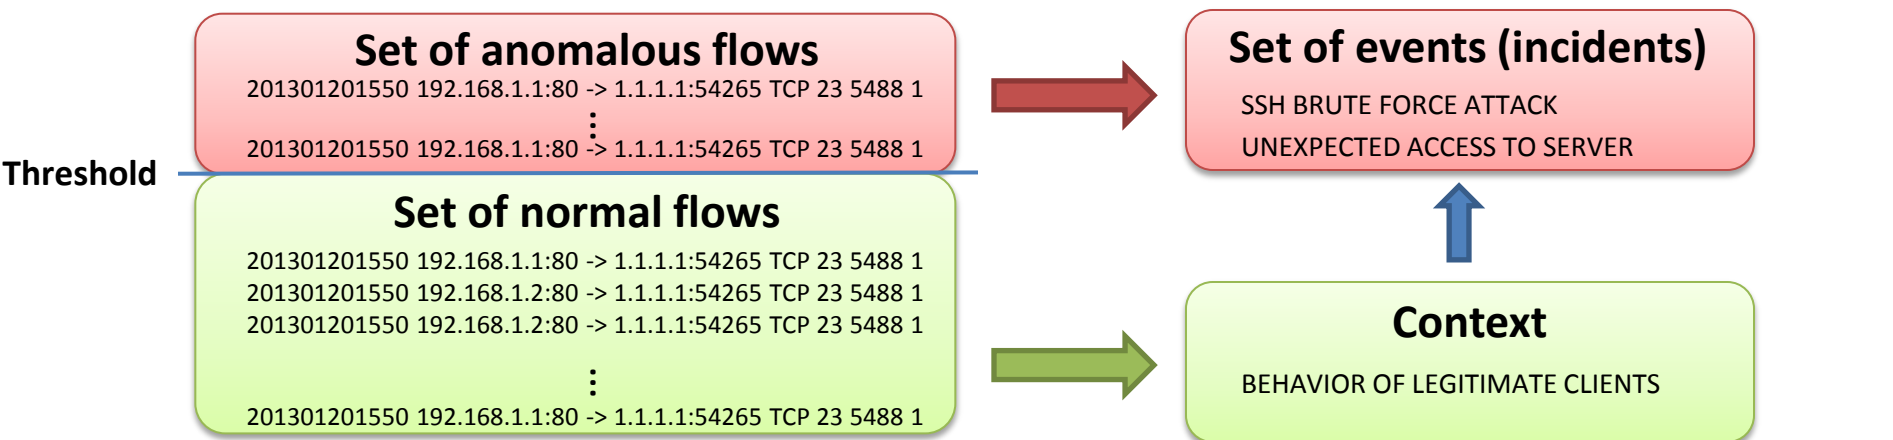 Set of anomalous flows
201301201550 192.168.1.1:80 -> 1.1.1.1:54265 TCP 23 5488 1
⋮
201301201550 192.168.1.1:80 -> 1.1.1.1:54265 TCP 23 5488 1
Threshold
Set of normal flows
201301201550 192.168.1.1:80 -> 1.1.1.1:54265 TCP 23 5488 1
201301201550 192.168.1.2:80 -> 1.1.1.1:54265 TCP 23 5488 1
201301201550 192.168.1.2:80 -> 1.1.1.1:54265 TCP 23 5488 1
⋮
201301201550 192.168.1.1:80 -> 1.1.1.1:54265 TCP 23 5488 1
Set of events (incidents)
SSH BRUTE FORCE ATTACK
UNEXPECTED ACCESS TO SERVER
Context
BEHAVIOR OF LEGITIMATE CLIENTS